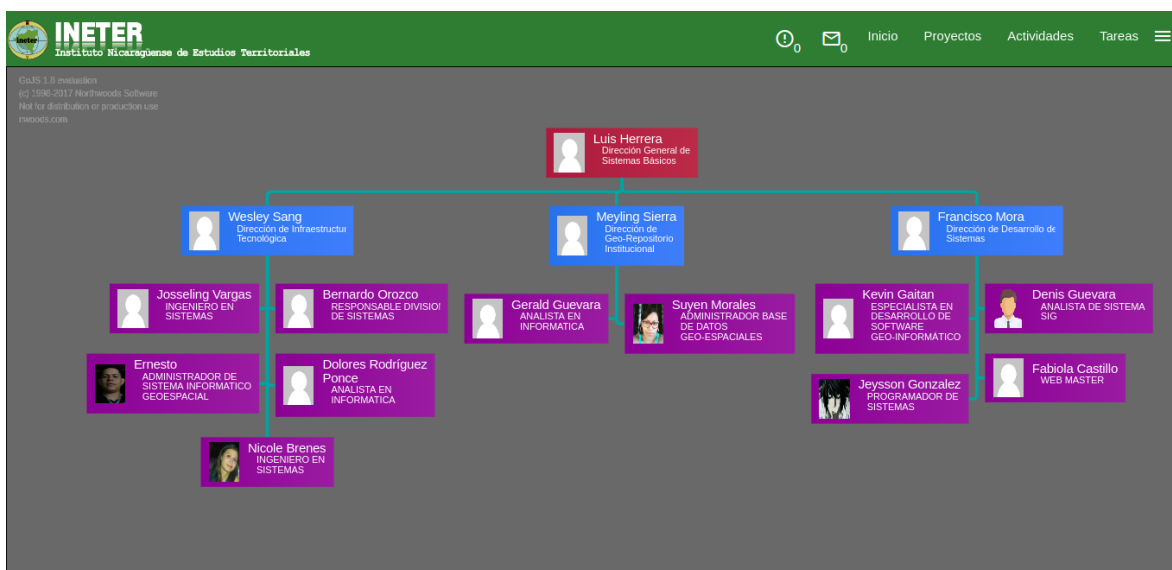 ineter
INETER
Instituto Nicaragüense de Estudios Territoriales
0
0
Inicio
Proyectos
Actividades
Tareas
GoJS 1.8 evaluation
(c) 1998-2017 Northwoods Software
Not for distribution or production use
nwoods.com
Luis Herrera
Dirección General de
Sistemas Básicos
Wesley Sang
Dirección de Infraestructur
Tecnológica
Meyling Sierra
Dirección de
Geo-Repositorio
Institucional
Francisco Mora
Dirección de Desarrollo de
Sistemas
Josseling Vargas
INGENIERO EN
SISTEMAS
Bernardo Orozco
RESPONSABLE DIVISIO
DE SISTEMAS
Gerald Guevara
ANALISTA EN
INFORMATICA
Suyen Morales
ADMINISTRADOR BASE
DE DATOS
GEO-ESPACIALES
Kevin Gaitan
ESPECIALISTA EN
DESARROLLO DE
SOFTWARE
GEO-INFORMÁTICO
Denis Guevara
ANALISTA DE SISTEMA
SIG
Ernesto
ADMINISTRADOR DE
SISTEMA INFORMATICO
GEOESPACIAL
Dolores Rodríguez
Ponce
ANALISTA EN
INFORMATICA
Jeysson Gonzalez
PROGRAMADOR DE
SISTEMAS
Fabiola Castillo
WEB MASTER
Nicole Brenes
INGENIERO EN
SISTEMAS